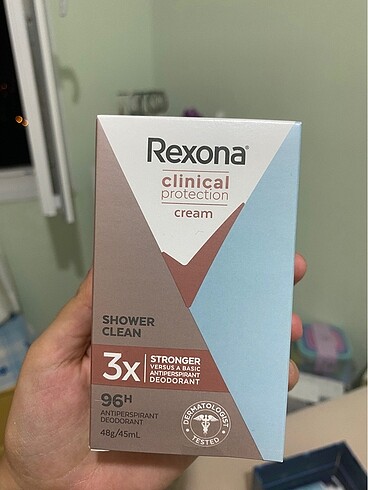 Rexona®
clinical
protection
cream
SHOWER
CLEAN
3x
STRONGER
VERSUS A BASIC
ANTIPERSPIRANT
DEODORANT
96H
ANTIPERSPIRANT
DEODORANT
48g/45mL
DERMATOLOGIST
TESTED